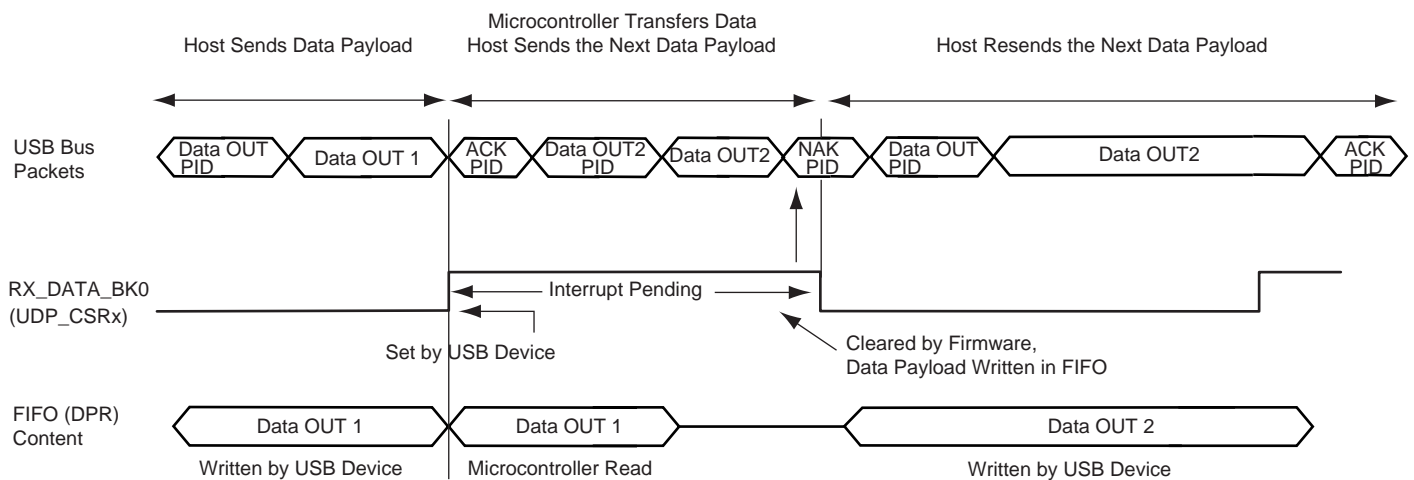 Microcontroller Transfers Data
Host Sends Data Payload
Host Sends the Next Data Payload
Host Resends the Next Data Payload
USB Bus
Packets
Data OUT
PID
Data OUT 1
ACK
PID
Data OUT2
PID
Data OUT2
NAK
PID
Data OUT
PID
Data OUT2
ACK
PID
RX_DATA_BK0
(UDP_CSRx)
Interrupt Pending
Set by USB Device
Cleared by Firmware,
Data Payload Written in FIFO
FIFO (DPR)
Content
Data OUT 1
Data OUT 1
Data OUT 2
Written by USB Device
Microcontroller Read
Written by USB Device